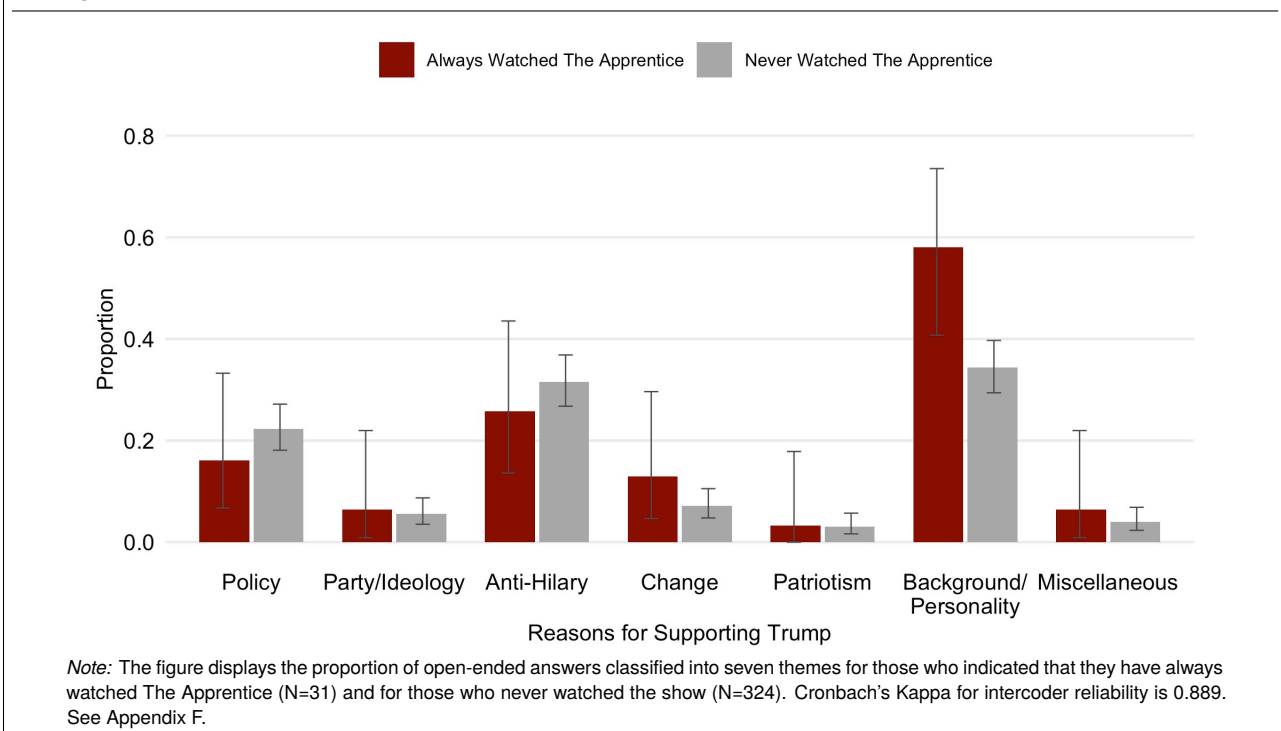 Always Watched The Apprentice Never Watched The Apprentice
0.8
0.6
0.4
0.2
0.0
Proportion
Policy Party/Ideology Anti-Hilary Change Patriotism Background/ Miscellaneous
Personality
Reasons for Supporting Trump
Note: The figure displays the proportion of open-ended answers classified into seven themes for those who indicated that they have always
watched The Apprentice (N=31) and for those who never watched the show (N=324). Cronbach's Kappa for intercoder reliability is 0.889.
See Appendix F.